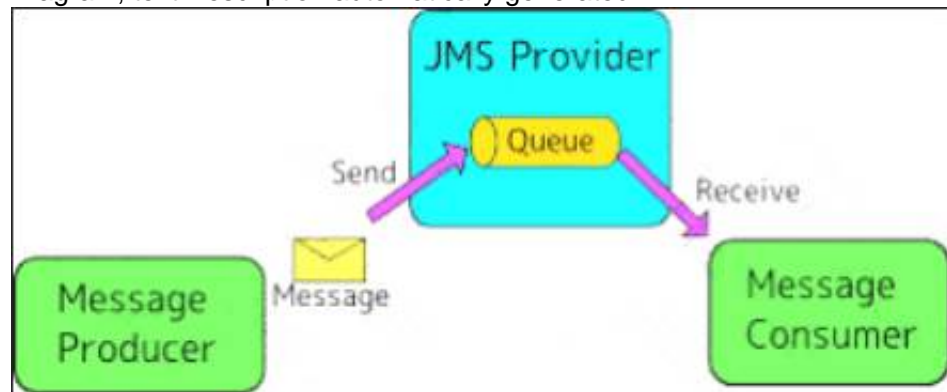 JMS Provider
Queue
Send
Receive
Message
Message
Producer
Message
Consumer